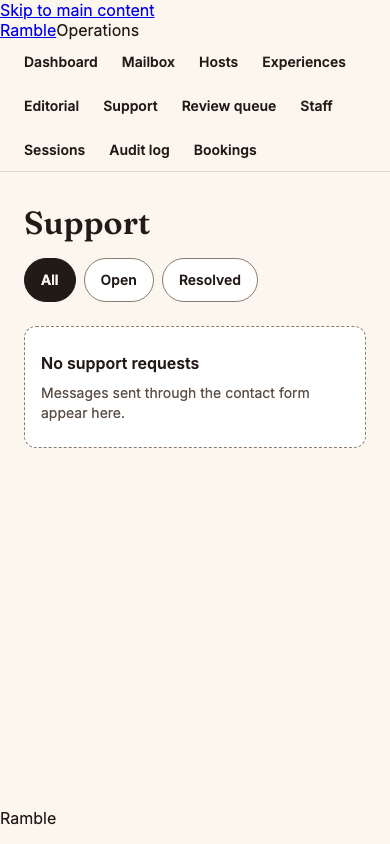 Skip to main content
RambleOperations
Dashboard Mailbox Hosts Experiences
Editorial Support Review queue Staff
Sessions Audit log Bookings
Support
All Open Resolved
No support requests
Messages sent through the contact form
appear here.
Ramble